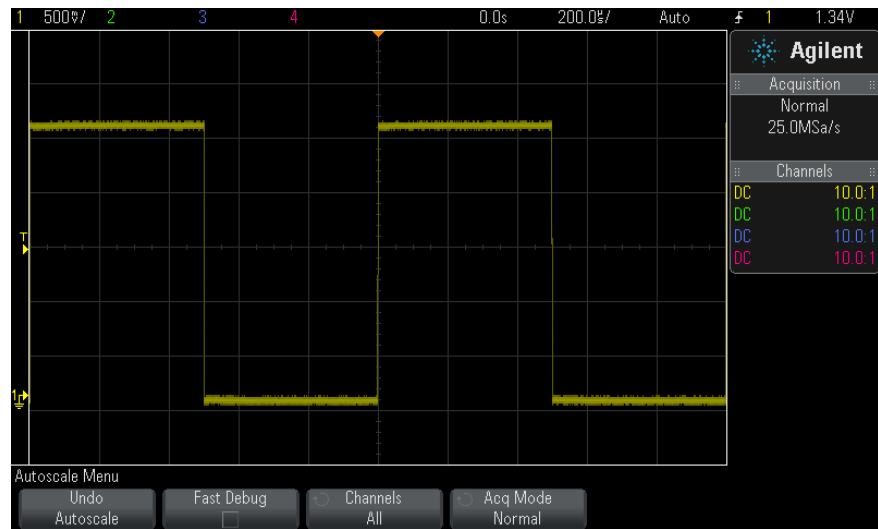 1 500㎷/ 2 3 4 0.0s 200.0㎲/ Auto 1 1.34V
Agilent
Acquisition
Normal
25.0MSa/s
Channels
DC 10.0:1
DC 10.0:1
DC 10.0:1
DC 10.0:1
T
1
Autoscale Menu
Undo
Autoscale
Fast Debug
Channels
All
Acq Mode
Normal